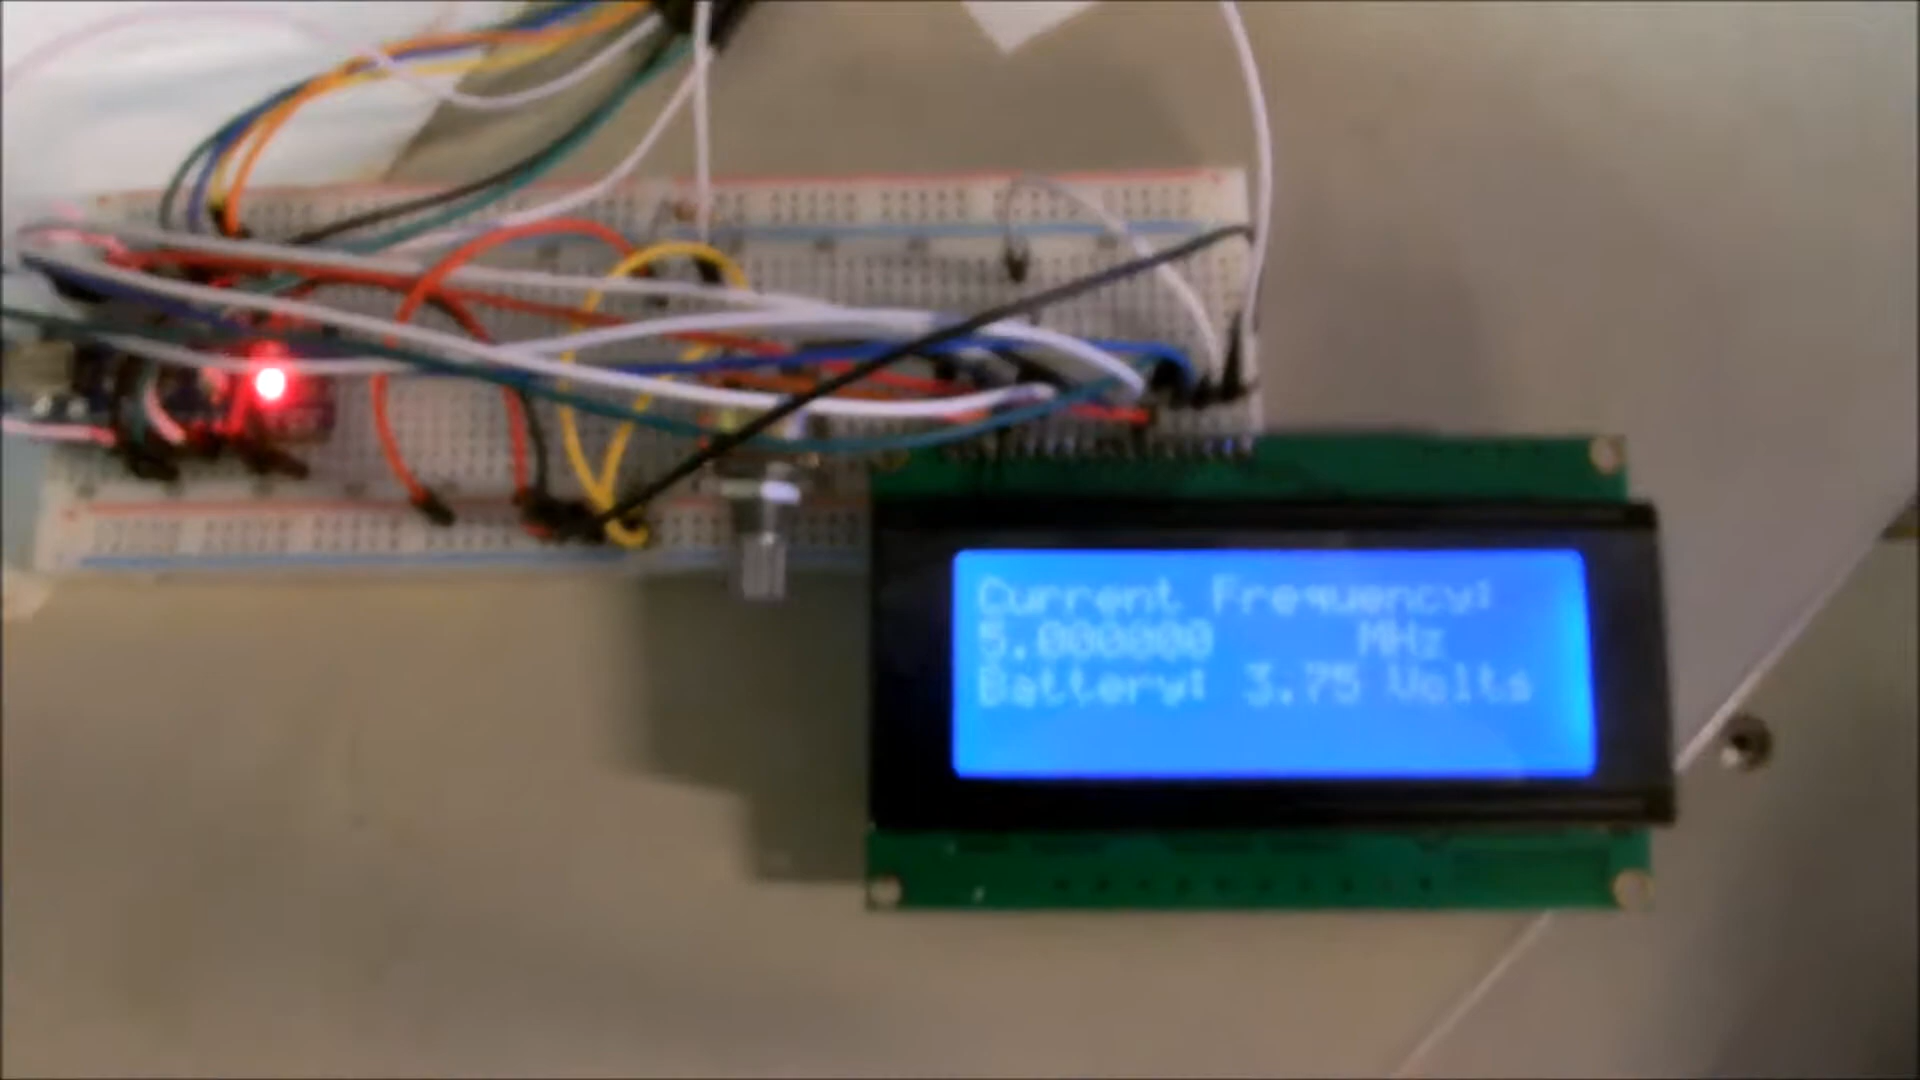 Current Frequency:
5.000000 MHz
Battery: 3.75 Volts